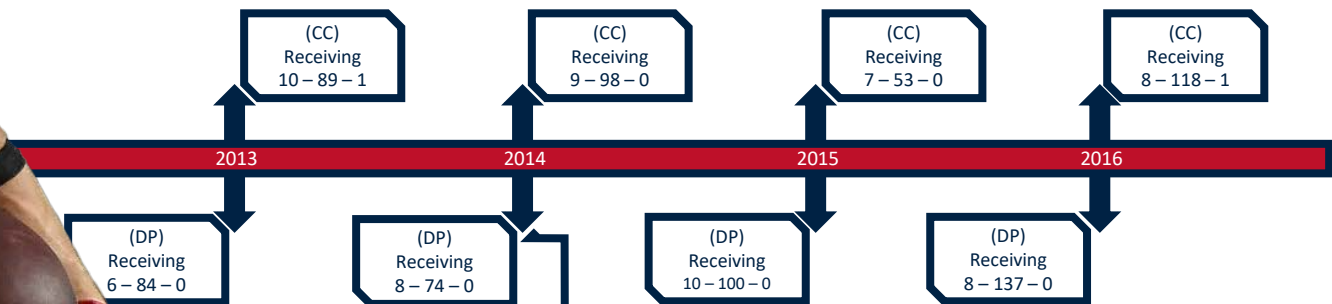 (CC)
Receiving
10 – 89 – 1
(CC)
Receiving
9 – 98 – 0
(CC)
Receiving
7 – 53 – 0
(CC)
Receiving
8 – 118 – 1
2013
2014
2015
2016
(DP)
Receiving
6 – 84 – 0
(DP)
Receiving
8 – 74 – 0
(DP)
Receiving
10 – 100 – 0
(DP)
Receiving
8 – 137 – 0